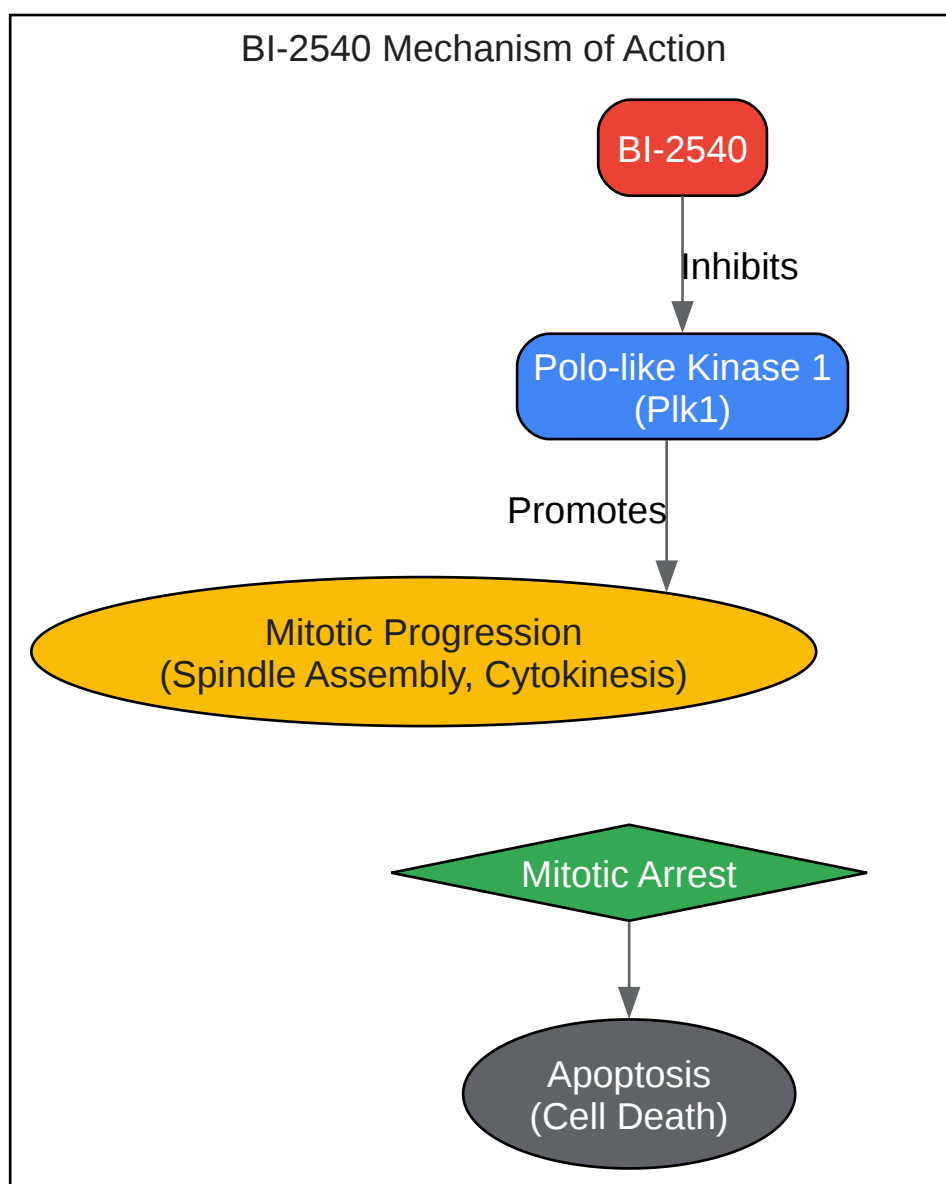 BI-2540 Mechanism of Action
BI-2540
Inhibits
Polo-like Kinase 1
(Plk1)
Promotes
Mitotic Progression
(Spindle Assembly, Cytokinesis)
Mitotic Arrest
Apoptosis
(Cell Death)